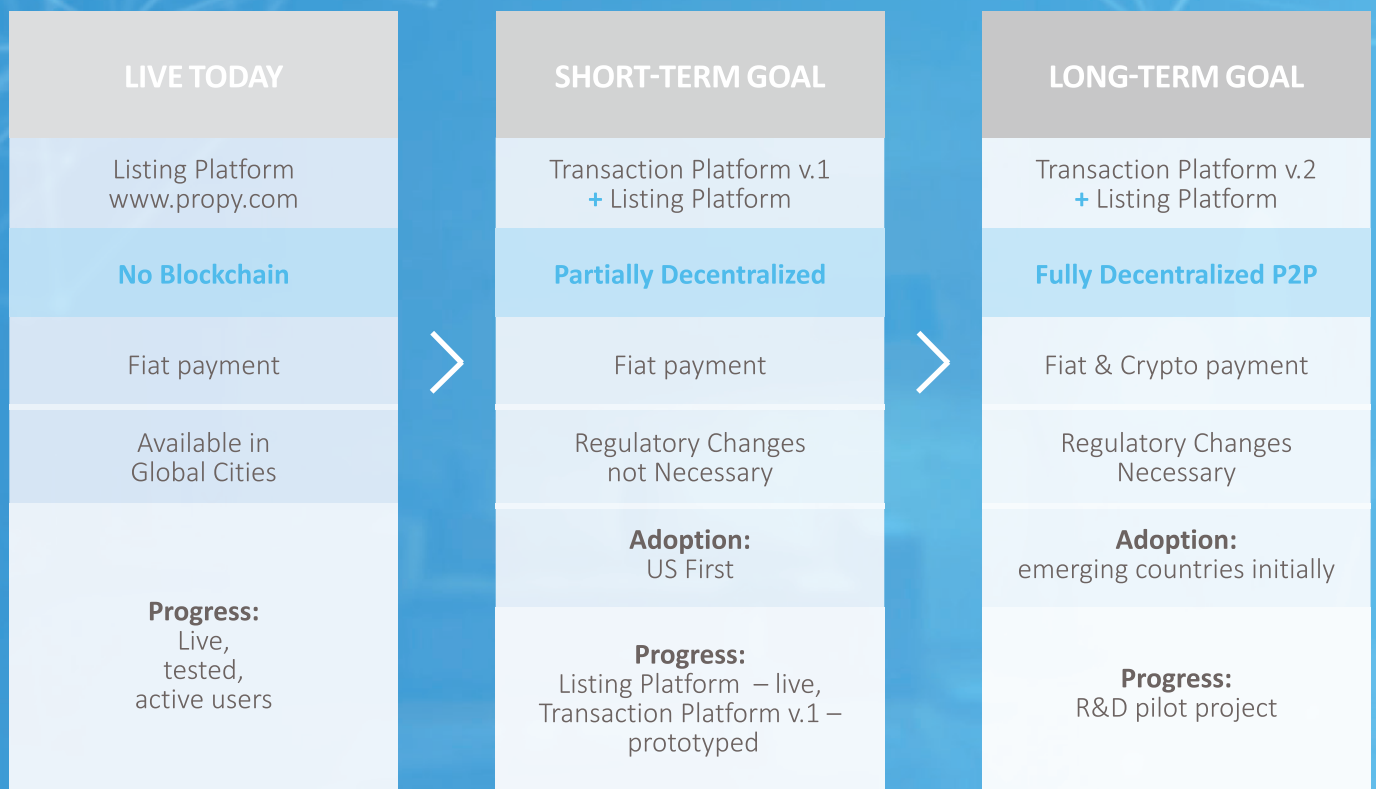 LIVE TODAY
Listing Platform
www.propy.com
No Blockchain
Fiat payment
Available in
Global Cities
Progress:
Live,
tested,
active users
SHORT-TERM GOAL
Transaction Platform v.1
+ Listing Platform
Partially Decentralized
Fiat payment
Regulatory Changes
not Necessary
Adoption:
US First
Progress:
Listing Platform – live,
Transaction Platform v.1 –
prototyped
LONG-TERM GOAL
Transaction Platform v.2
+ Listing Platform
Fully Decentralized P2P
Fiat & Crypto payment
Regulatory Changes
Necessary
Adoption:
emerging countries initially
Progress:
R&D pilot project